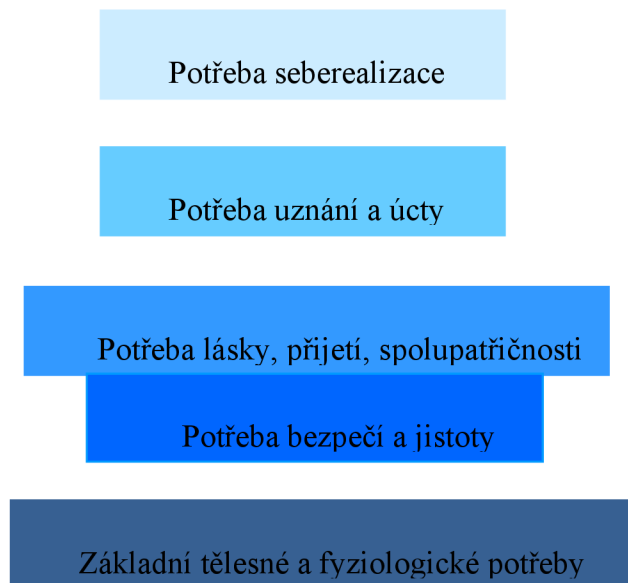 Potřeba seberealizace
Potřeba uznání a úcty
Potřeba lásky, přijetí, spolupatřičnosti
Potřeba bezpečí a jistoty
Základní tělesné a fyziologické potřeby